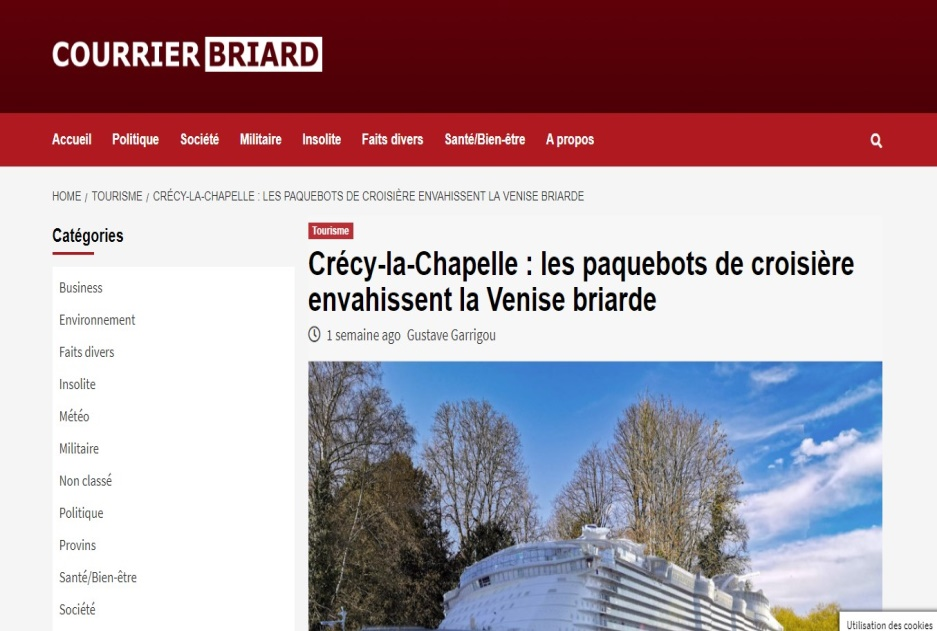 COURRIER BRIARD
Accueil Politique Société Militaire Insolite Faits divers Santé/Bien-être A propos
HOME / TOURISME / CRÉCY-LA-CHAPELLE : LES PAQUEBOTS DE CROISIÈRE ENVAHISSENT LA VENISE BRIARDE
Catégories
Business
Environnement
Faits divers
Insolite
Météo
Militaire
Non classé
Politique
Provins
Santé/Bien-être
Société
Tourisme
Crécy-la-Chapelle : les paquebots de croisière
envahissent la Venise briarde
1 semaine ago Gustave Garrigou
Utilisation des cookies